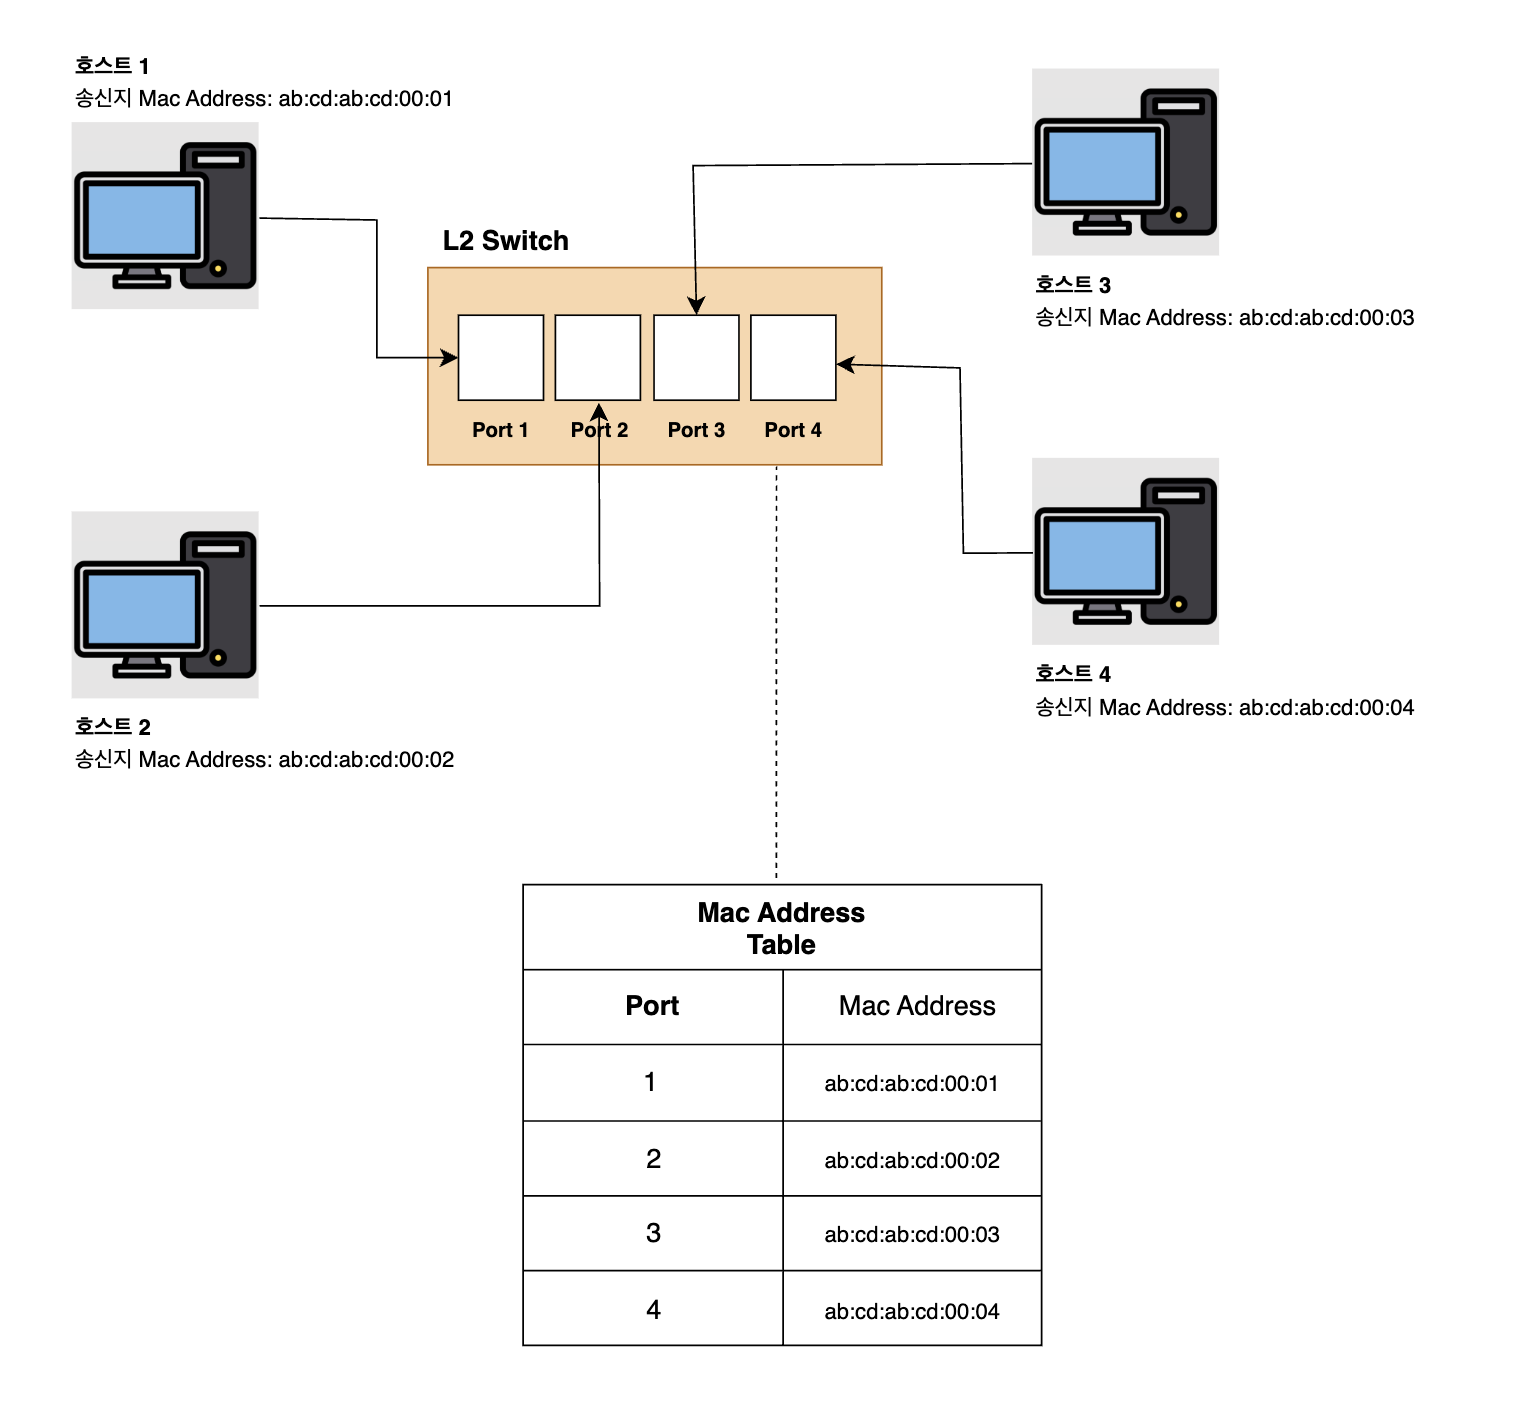 호스트 1
송신지 Mac Address: ab:cd:ab:cd:00:01
호스트 3
송신지 Mac Address: ab:cd:ab:cd:00:03
L2 Switch
Port 1
Port 2
Port 3
Port 4
호스트 2
송신지 Mac Address: ab:cd:ab:cd:00:02
호스트 4
송신지 Mac Address: ab:cd:ab:cd:00:04
Mac Address
Table
Port Mac Address
1 ab:cd:ab:cd:00:01
2 ab:cd:ab:cd:00:02
3 ab:cd:ab:cd:00:03
4 ab:cd:ab:cd:00:04